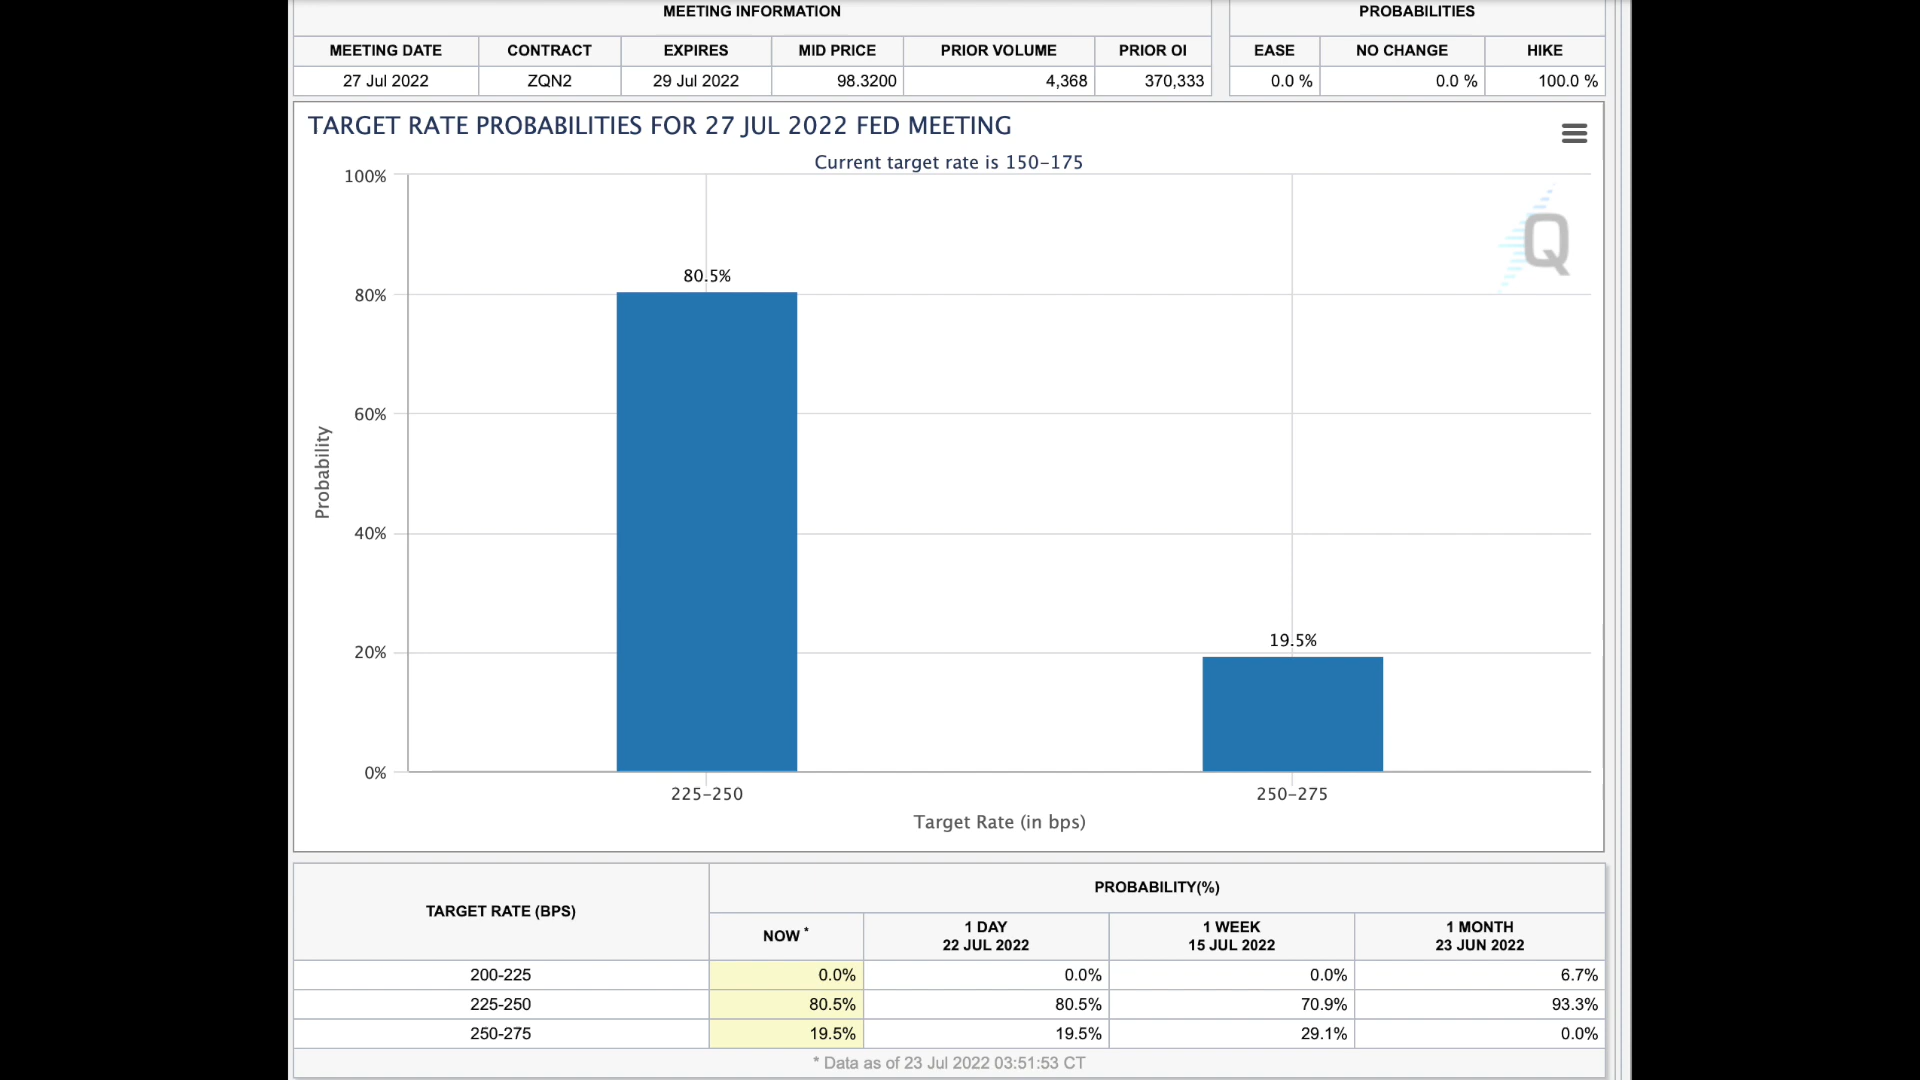 MEETING INFORMATION
PROBABILITIES
MEETING DATE CONTRACT EXPIRES MID PRICE PRIOR VOLUME PRIOR OI
EASE NO CHANGE HIKE
27 Jul 2022 ZQN2 29 Jul 2022 98.3200 4,368 370,333
0.0 % 0.0 % 100.0 %
TARGET RATE PROBABILITIES FOR 27 JUL 2022 FED MEETING
Current target rate is 150-175
100%
80%
60%
40%
20%
0%
Probability
80.5%
19.5%
Q
225-250 250-275
Target Rate (in bps)
TARGET RATE (BPS)
PROBABILITY(%)
NOW *
1 DAY
22 JUL 2022
1 WEEK
15 JUL 2022
1 MONTH
23 JUN 2022
200-225 0.0% 0.0% 0.0% 6.7%
225-250 80.5% 80.5% 70.9% 93.3%
250-275 19.5% 19.5% 29.1% 0.0%
* Data as of 23 Jul 2022 03:51:53 CT